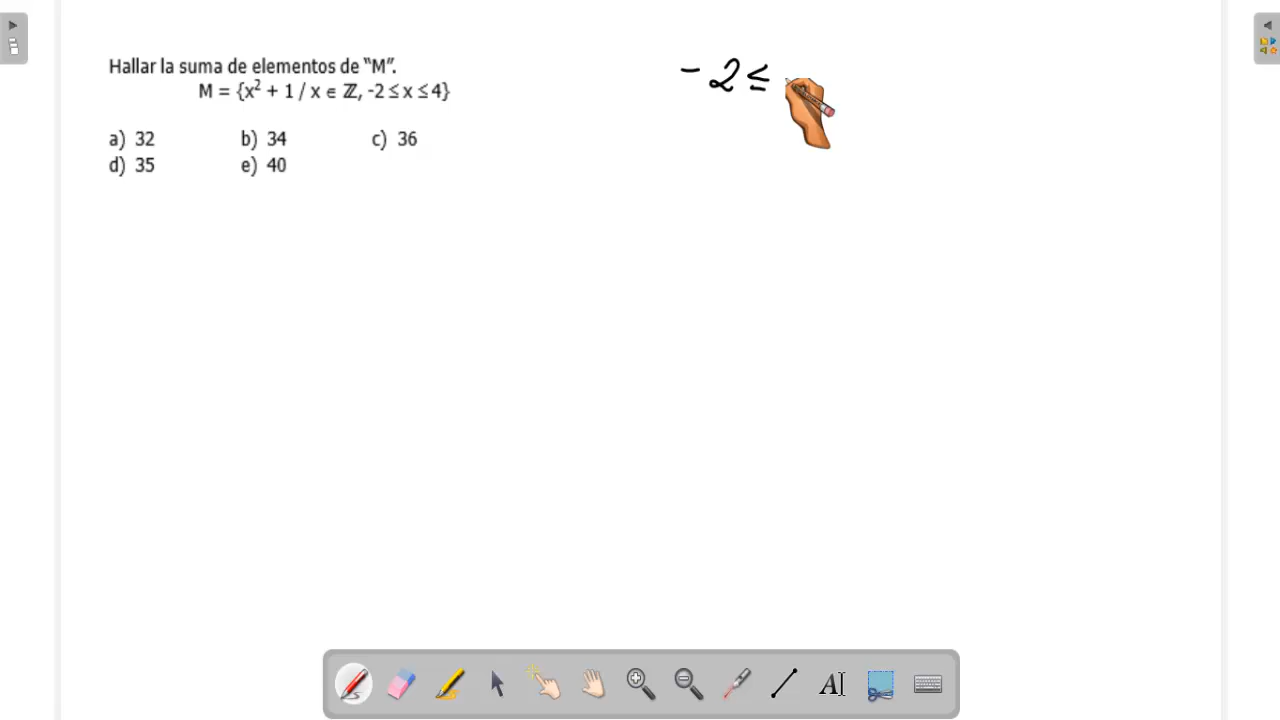 Hallar la suma de elementos de "M".
M = {x² + 1 / x ∈ ℤ, -2 ≤ x ≤ 4}
a) 32 b) 34 c) 36
d) 35 e) 40
- 2 ≤